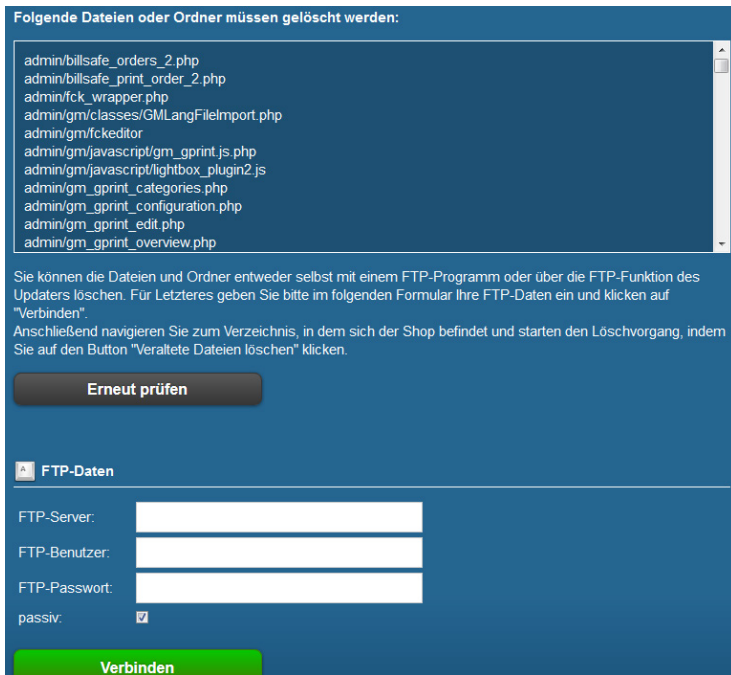 Folgende Dateien oder Ordner müssen gelöscht werden:
admin/billsafe_orders_2.php
admin/billsafe_print_order_2.php
admin/fck_wrapper.php
admin/gm/classes/GMLangFileImport.php
admin/gm/fckeditor
admin/gm/javascript/gm_gprint.js.php
admin/gm/javascript/lightbox_plugin2.js
admin/gm_gprint_categories.php
admin/gm_gprint_configuration.php
admin/gm_gprint_edit.php
admin/gm_gprint_overview.php
Sie können die Dateien und Ordner entweder selbst mit einem FTP-Programm oder über die FTP-Funktion des
Updaters löschen. Für Letzteres geben Sie bitte im folgenden Formular Ihre FTP-Daten ein und klicken auf
"Verbinden".
Anschließend navigieren Sie zum Verzeichnis, in dem sich der Shop befindet und starten den Löschvorgang, indem
Sie auf den Button "Veraltete Dateien löschen" klicken.
Erneut prüfen
A FTP-Daten
FTP-Server:
FTP-Benutzer:
FTP-Passwort:
passiv:
Verbinden